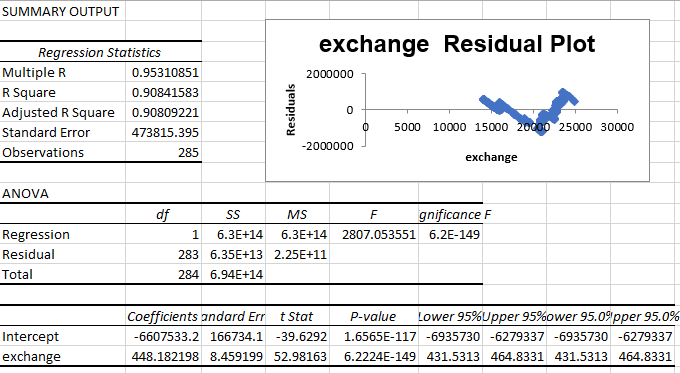 SUMMARY OUTPUT
Regression Statistics
Multiple R 0.95310851
R Square 0.90841583
Adjusted R Square 0.90809221
Standard Error 473815.395
Observations 285
exchange Residual Plot
Residuals
2000000
0
-2000000
0 5000 10000 15000 20000 25000 30000
exchange
ANOVA
df SS MS F gnificance F
Regression 1 6.3E+14 6.3E+14 2807.053551 6.2E-149
Residual 283 6.35E+13 2.25E+11
Total 284 6.94E+14
Coefficients andard Err t Stat P-value Lower 95% Upper 95% ower 95.0% pper 95.0%
Intercept -6607533.2 166734.1 -39.6292 1.6565E-117 -6935730 -6279337 -6935730 -6279337
exchange 448.182198 8.459199 52.98163 6.2224E-149 431.5313 464.8331 431.5313 464.8331